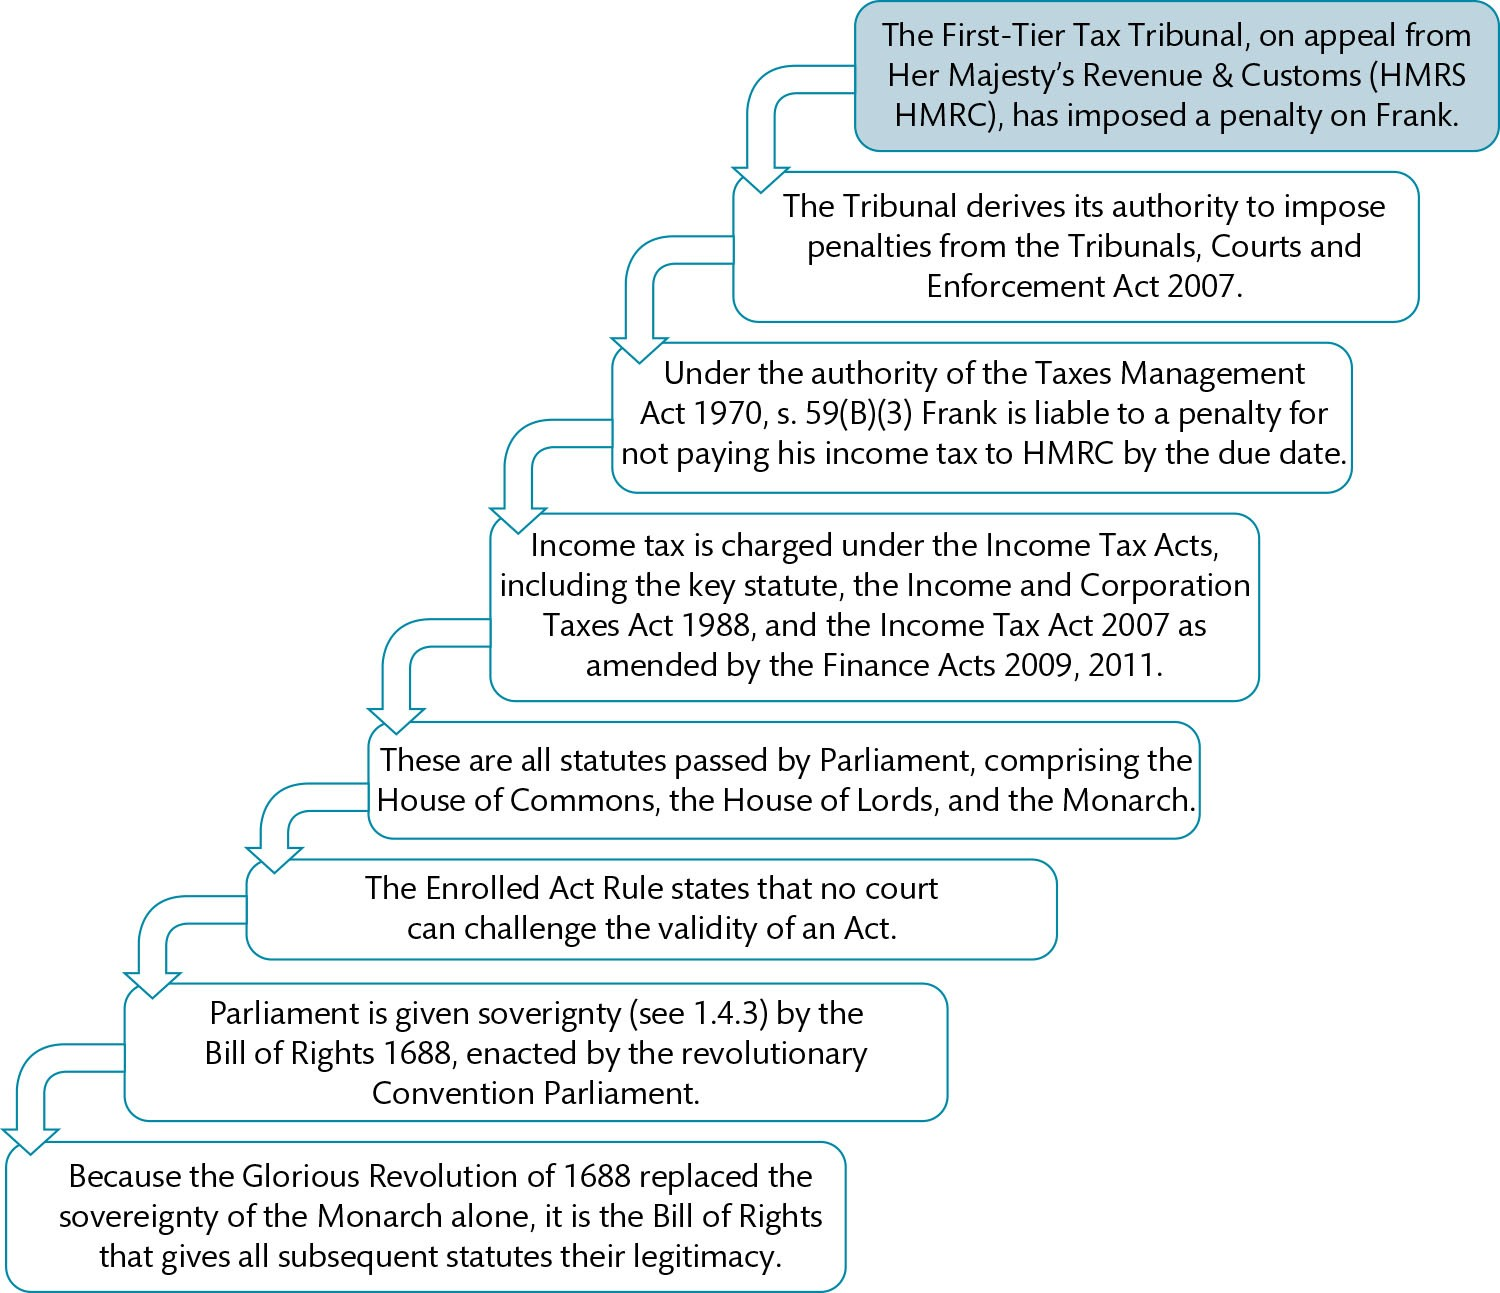 The First-Tier Tax Tribunal, on appeal from
Her Majesty’s Revenue & Customs (HMRS
HMRC), has imposed a penalty on Frank.
The Tribunal derives its authority to impose
penalties from the Tribunals, Courts and
Enforcement Act 2007.
Under the authority of the Taxes Management
Act 1970, s. 59(B)(3) Frank is liable to a penalty for
not paying his income tax to HMRC by the due date.
Income tax is charged under the Income Tax Acts,
including the key statute, the Income and Corporation
Taxes Act 1988, and the Income Tax Act 2007 as
amended by the Finance Acts 2009, 2011.
These are all statutes passed by Parliament, comprising the
House of Commons, the House of Lords, and the Monarch.
The Enrolled Act Rule states that no court
can challenge the validity of an Act.
Parliament is given soverignty (see 1.4.3) by the
Bill of Rights 1688, enacted by the revolutionary
Convention Parliament.
Because the Glorious Revolution of 1688 replaced the
sovereignty of the Monarch alone, it is the Bill of Rights
that gives all subsequent statutes their legitimacy.